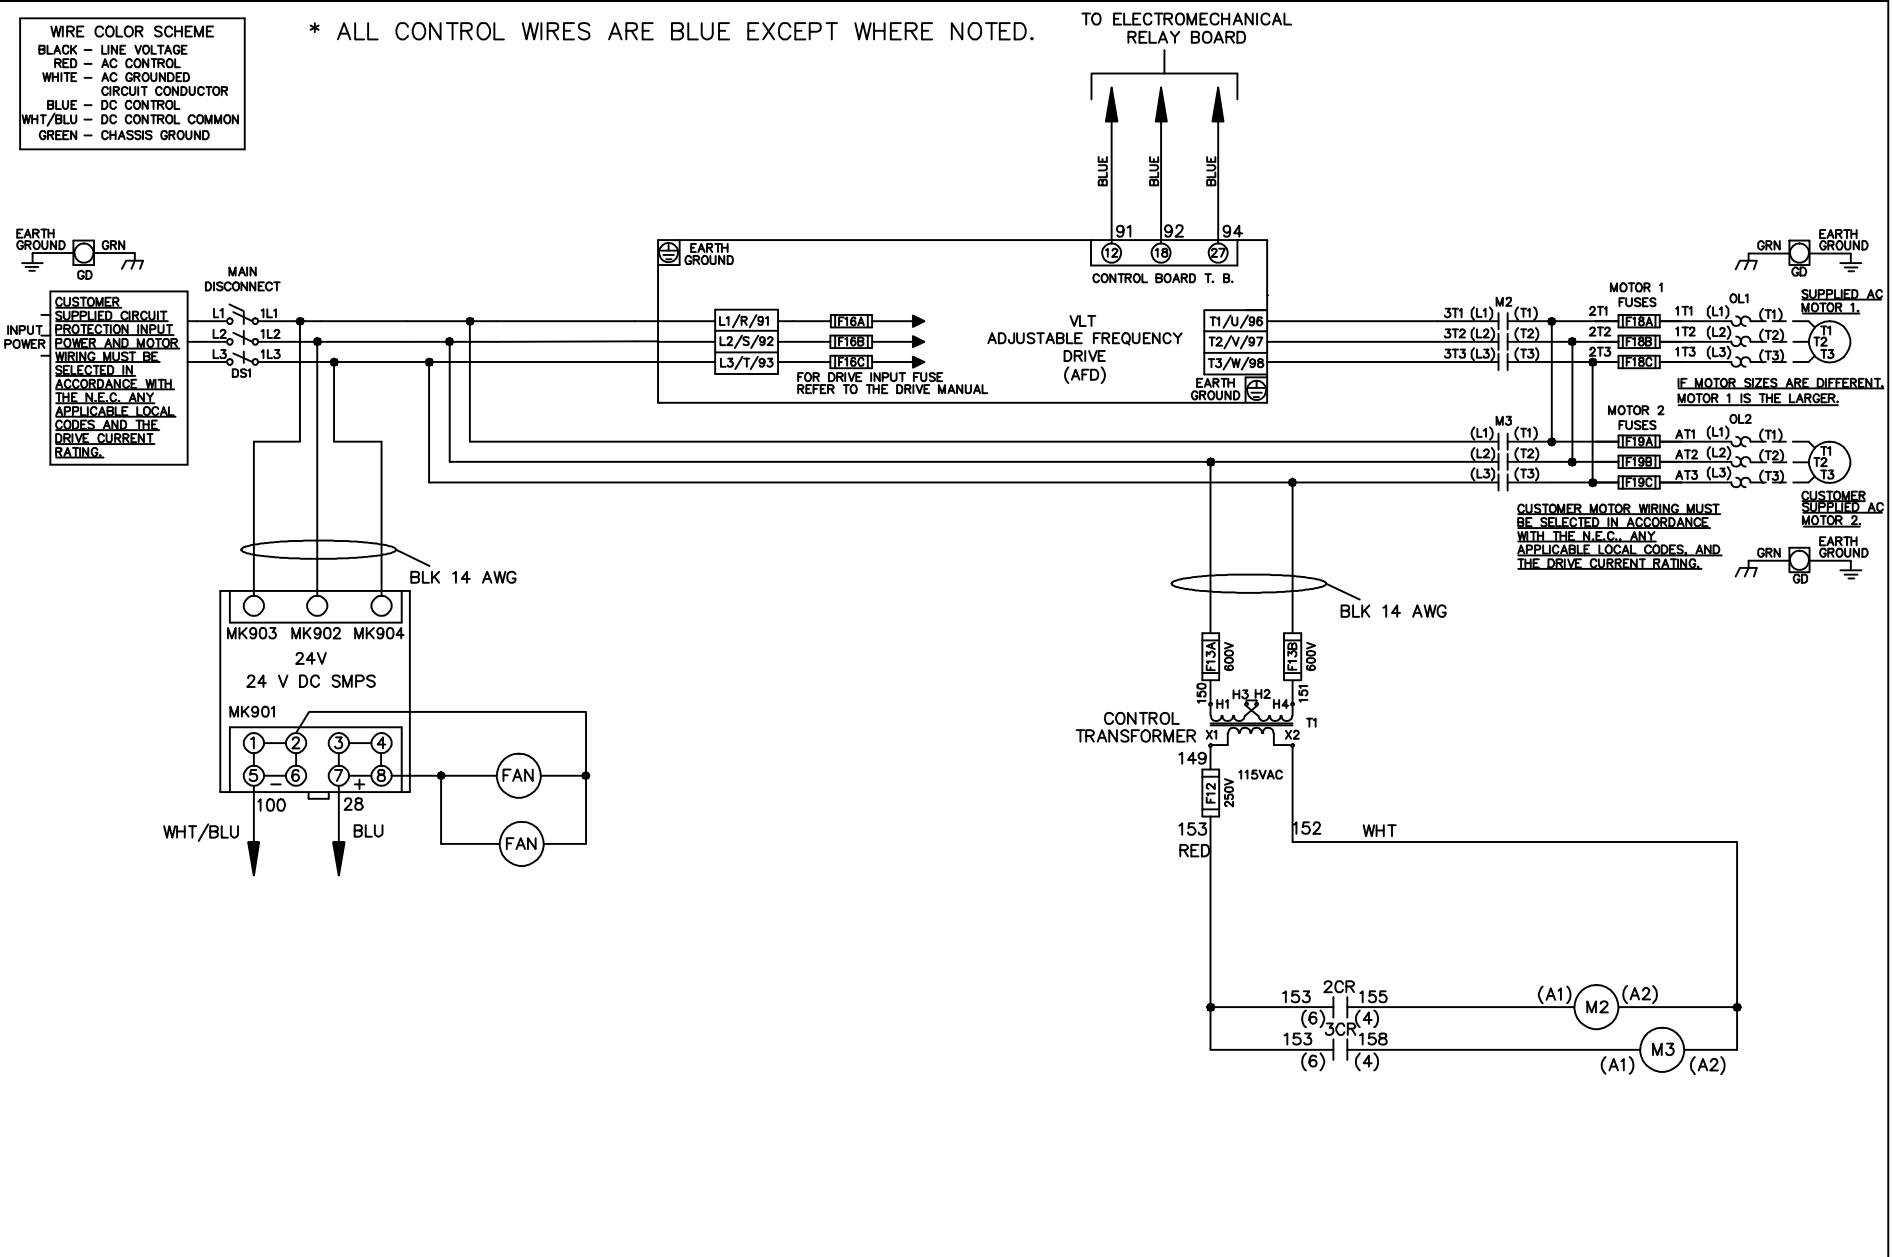 WIRE COLOR SCHEME
BLACK – LINE VOLTAGE
RED – AC CONTROL
WHITE – AC GROUNDED
CIRCUIT CONDUCTOR
BLUE – DC CONTROL
WHT/BLU – DC CONTROL COMMON
GREEN – CHASSIS GROUND
* ALL CONTROL WIRES ARE BLUE EXCEPT WHERE NOTED.
TO ELECTROMECHANICAL
RELAY BOARD
BLUE
BLUE
BLUE
91 92 94
12 18 27
CONTROL BOARD T. B.
EARTH
GROUND
GRN
GD
INPUT
POWER
CUSTOMER
SUPPLIED CIRCUIT
PROTECTION INPUT
POWER AND MOTOR
WIRING MUST BE
SELECTED IN
ACCORDANCE WITH
THE N.E.C. ANY
APPLICABLE LOCAL
CODES AND THE
DRIVE CURRENT
RATING.
MAIN
DISCONNECT
L1 1L1
L2 1L2
L3 1L3
DS1
EARTH
GROUND
L1/R/91 F16A
L2/S/92 F16B
L3/T/93 F16C
FOR DRIVE INPUT FUSE
REFER TO THE DRIVE MANUAL
VLT
ADJUSTABLE FREQUENCY
DRIVE
(AFD)
T1/U/96
T2/V/97
T3/W/98
EARTH
GROUND
M2
3T1 (L1) (T1)
3T2 (L2) (T2)
3T3 (L3) (T3)
MOTOR 1
FUSES
2T1 F18A 1T1 (L1) OL1 (T1)
2T2 F18B 1T2 (L2) (T2)
2T3 F18C 1T3 (L3) (T3)
GRN
GD
EARTH
GROUND
SUPPLIED AC
MOTOR 1.
T1
T2
T3
IF MOTOR SIZES ARE DIFFERENT,
MOTOR 1 IS THE LARGER.
M3
(L1) (T1)
(L2) (T2)
(L3) (T3)
MOTOR 2
FUSES
F19A AT1 (L1) OL2 (T1)
F19B AT2 (L2) (T2)
F19C AT3 (L3) (T3)
T1
T2
T3
CUSTOMER
SUPPLIED AC
MOTOR 2.
CUSTOMER MOTOR WIRING MUST
BE SELECTED IN ACCORDANCE
WITH THE N.E.C., ANY
APPLICABLE LOCAL CODES, AND
THE DRIVE CURRENT RATING.
GRN
GD
EARTH
GROUND
BLK 14 AWG
MK903 MK902 MK904
24V
24 V DC SMPS
MK901
1 2 3 4
5 – 6 7 + 8
100 28
WHT/BLU BLU
FAN
FAN
BLK 14 AWG
F13A 600V
F13B 600V
150 151
H1 H3 H2 H4
T1
CONTROL
TRANSFORMER
X1 X2
149
115VAC
F12 250V
153
RED
152 WHT
2CR
153 155
(6) (4)
(A1) M2 (A2)
3CR
153 158
(6) (4)
(A1) M3 (A2)